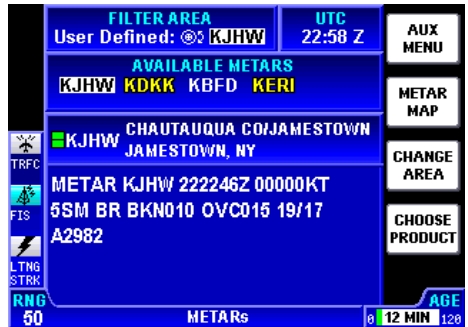 FILTER AREA
User Defined: KJHW
UTC
22:58 Z
AUX
MENU
AVAILABLE METARS
KJHW KDKK KBFD KERI
METAR
MAP
KJHW
CHAUTAUQUA CO/JAMESTOWN
JAMESTOWN, NY
TRFC
CHANGE
AREA
METAR KJHW 222246Z 00000KT
5SM BR BKN010 OVC015 19/17
A2982
FIS
CHOOSE
PRODUCT
LTNG
STRK
RNG
50
METARs
AGE
0 12 MIN 120